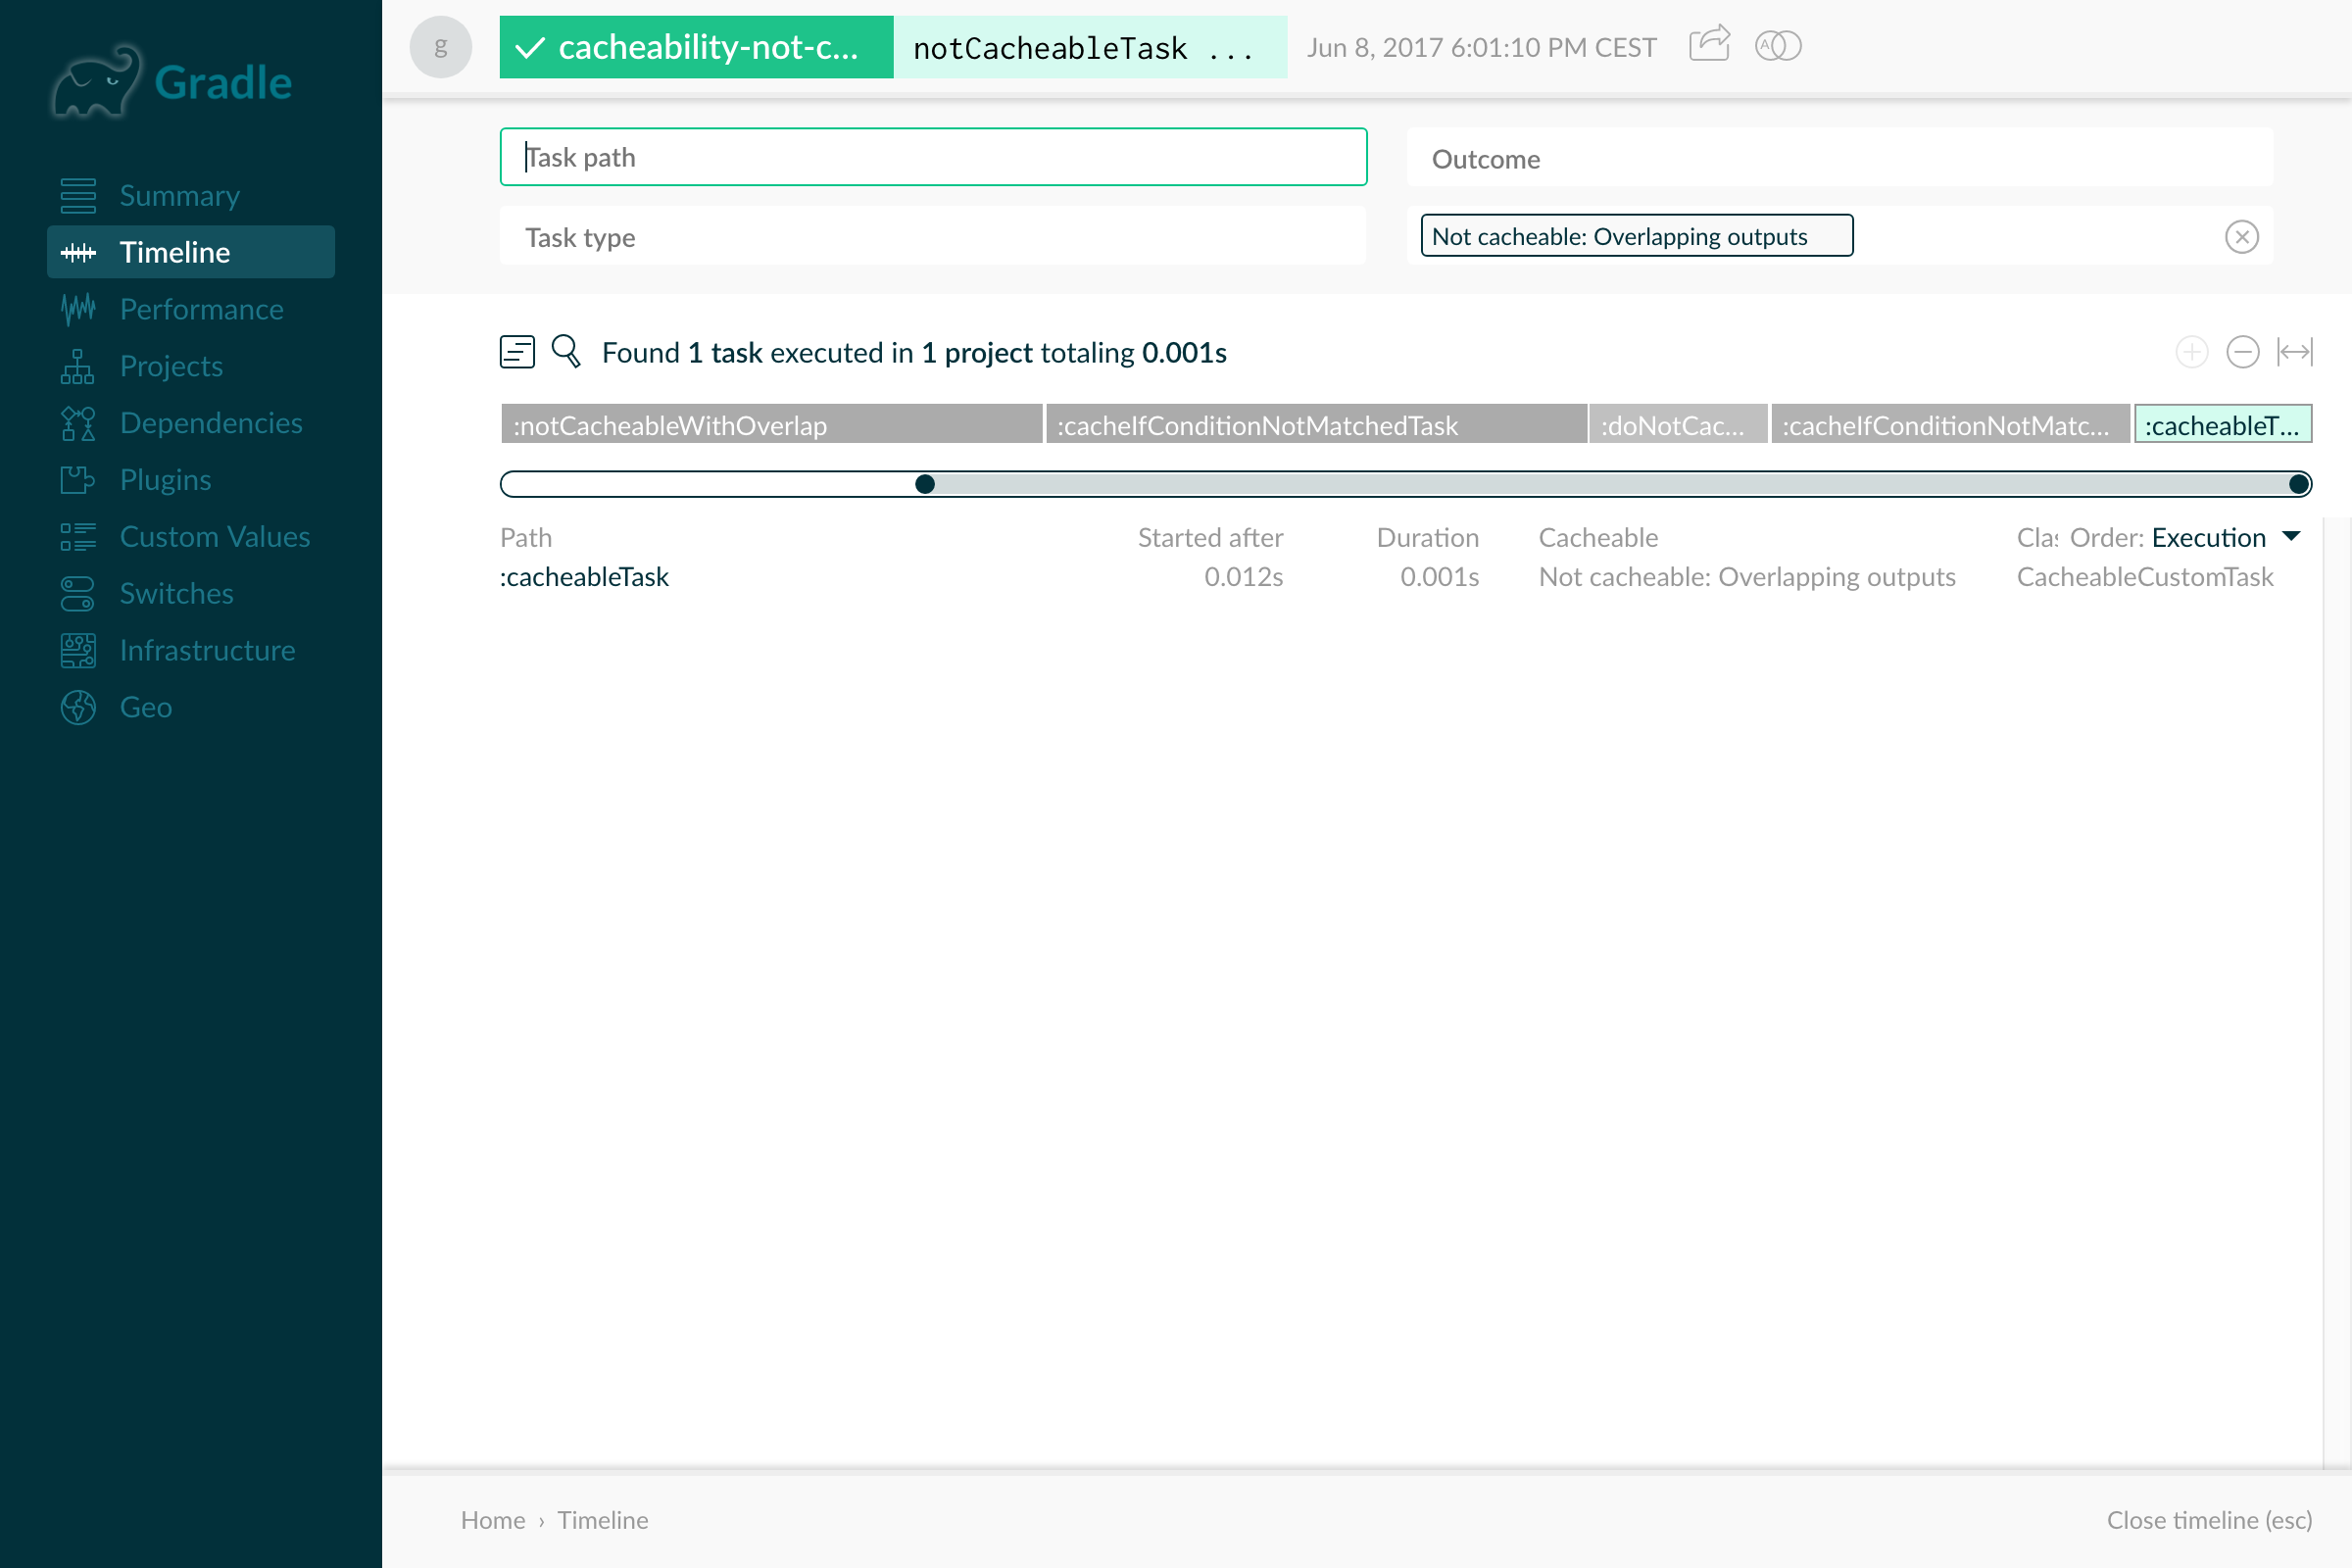 Gradle
Summary
Timeline
Performance
Projects
Dependencies
Plugins
Custom Values
Switches
Infrastructure
Geo
g
cacheability-not-c...
notCacheableTask ...
Jun 8, 2017 6:01:10 PM CEST
A
Task path
Outcome
Task type
Not cacheable: Overlapping outputs
Found 1 task executed in 1 project totaling 0.001s
:notCacheableWithOverlap
:cacheIfConditionNotMatchedTask
:doNotCac...
:cacheIfConditionNotMatc...
:cacheableT...
Path Started after Duration Cacheable Clas Order: Execution
:cacheableTask 0.012s 0.001s Not cacheable: Overlapping outputs CacheableCustomTask
Home › Timeline
Close timeline (esc)